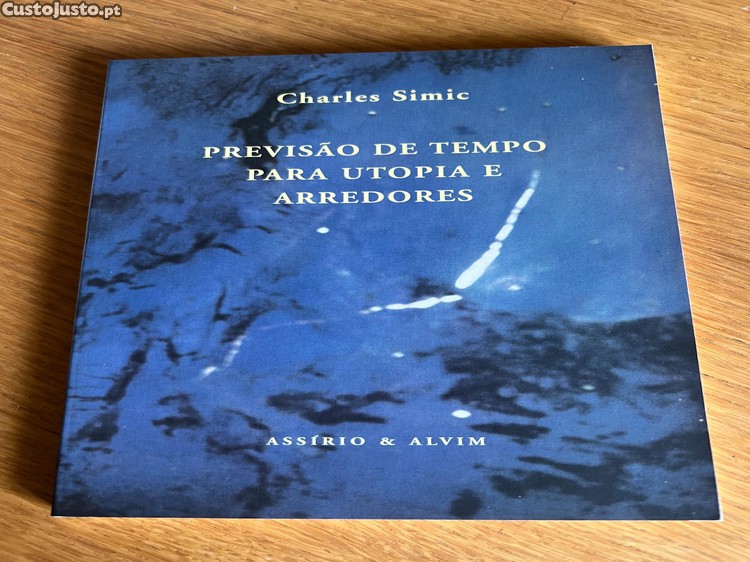 CustoJusto.pt
Charles Simic
PREVISÃO DE TEMPO
PARA UTOPIA E
ARREDORES
ASSÍRIO & ALVIM